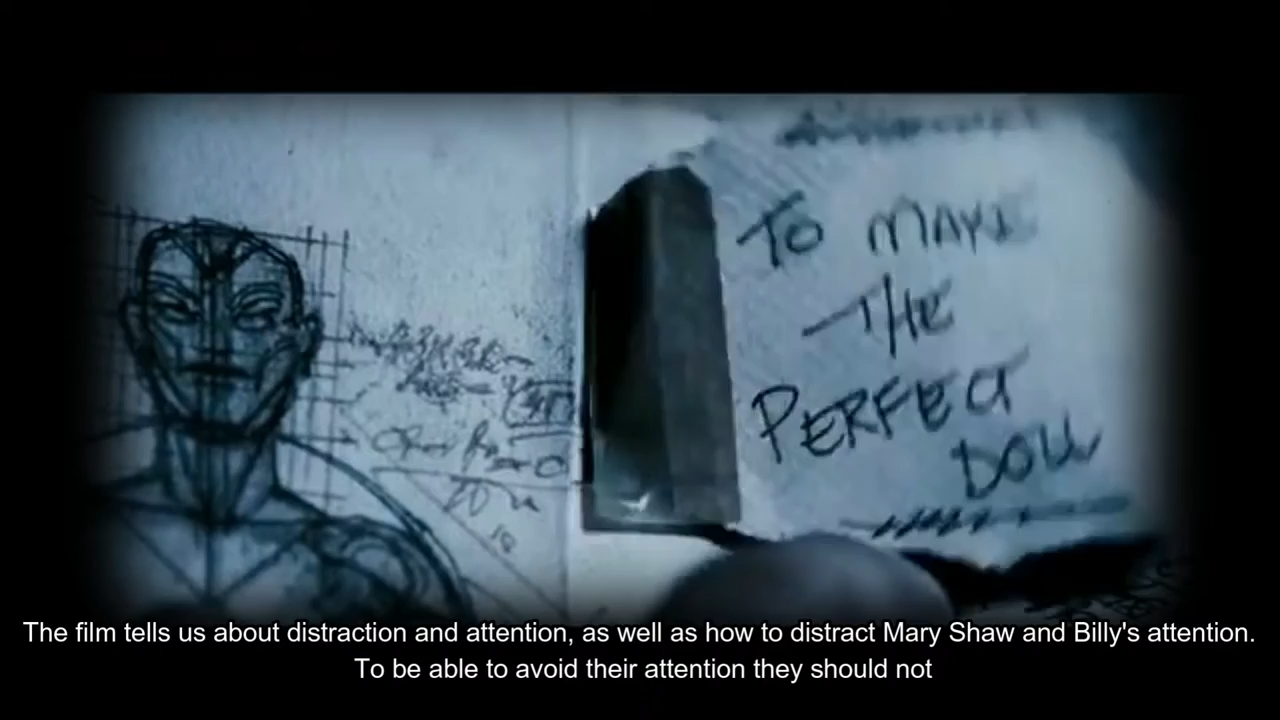 TO MAKE
THE
PERFECT
DOLL
The film tells us about distraction and attention, as well as how to distract Mary Shaw and Billy's attention.
To be able to avoid their attention they should not